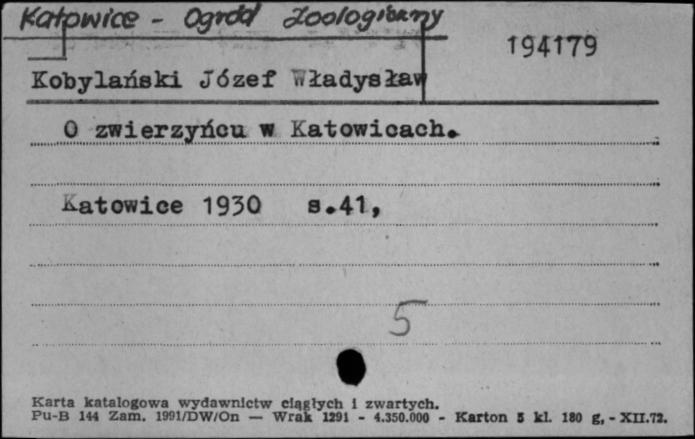 Katowice - Ogród Zoologiczny
194179
Kobylański Józef Władysław
O zwierzyńcu w Katowicach.
Katowice 1930 s.41,
5
Karta katalogowa wydawnictw ciągłych i zwartych.
Pu-B 144 Zam. 1991/DW/On — Wrak 1291 - 4.350.000 - Karton 5 kl. 180 g, - XII.72.